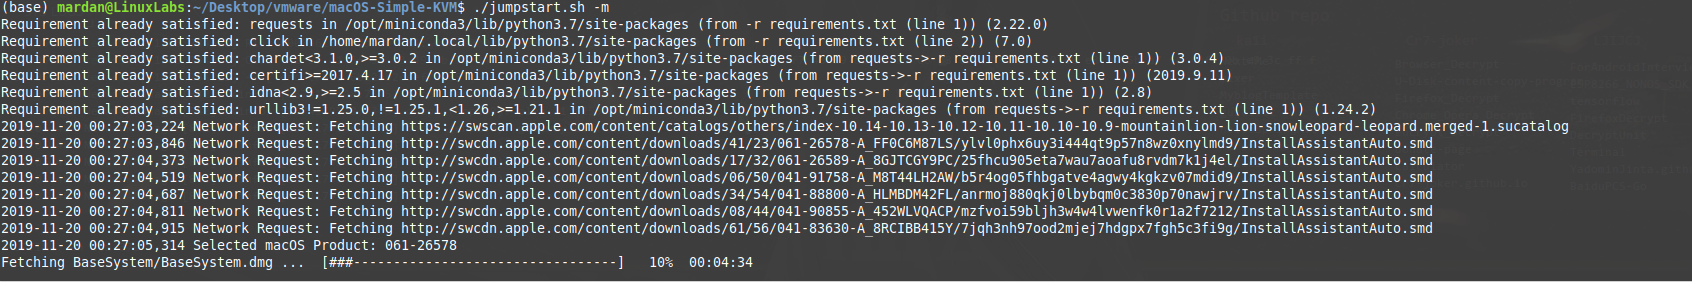 (base) mardan@LinuxLabs:~/Desktop/vmware/macOS-Simple-KVM$ ./jumpstart.sh -m
Requirement already satisfied: requests in /opt/miniconda3/lib/python3.7/site-packages (from -r requirements.txt (line 1)) (2.22.0)
Requirement already satisfied: click in /home/mardan/.local/lib/python3.7/site-packages (from -r requirements.txt (line 2)) (7.0)
Requirement already satisfied: chardet<3.1.0,>=3.0.2 in /opt/miniconda3/lib/python3.7/site-packages (from requests->-r requirements.txt (line 1)) (3.0.4)
Requirement already satisfied: certifi>=2017.4.17 in /opt/miniconda3/lib/python3.7/site-packages (from requests->-r requirements.txt (line 1)) (2019.9.11)
Requirement already satisfied: idna<2.9,>=2.5 in /opt/miniconda3/lib/python3.7/site-packages (from requests->-r requirements.txt (line 1)) (2.8)
Requirement already satisfied: urllib3!=1.25.0,!=1.25.1,<1.26,>=1.21.1 in /opt/miniconda3/lib/python3.7/site-packages (from requests->-r requirements.txt (line 1)) (1.24.2)
2019-11-20 00:27:03,224 Network Request: Fetching https://swscan.apple.com/content/catalogs/others/index-10.14-10.13-10.12-10.11-10.10-10.9-mountainlion-lion-snowleopard-leopard.merged-1.sucatalog
2019-11-20 00:27:03,846 Network Request: Fetching http://swcdn.apple.com/content/downloads/41/23/061-26578-A_FF0C6M87LS/ylvl0phx6uy3i444qt9p57n8wz0xnylmd9/InstallAssistantAuto.smd
2019-11-20 00:27:04,373 Network Request: Fetching http://swcdn.apple.com/content/downloads/17/32/061-26589-A_8GJTCGY9PC/25fhcu905eta7wau7aoafu8rvdm7k1j4el/InstallAssistantAuto.smd
2019-11-20 00:27:04,519 Network Request: Fetching http://swcdn.apple.com/content/downloads/06/50/041-91758-A_M8T44LH2AW/b5r4og05fhbgatve4agwy4kgkzv07mdid9/InstallAssistantAuto.smd
2019-11-20 00:27:04,687 Network Request: Fetching http://swcdn.apple.com/content/downloads/34/54/041-88800-A_HLMBDM42FL/anrmoj880qkj0lbybqm0c3830p70nawjrv/InstallAssistantAuto.smd
2019-11-20 00:27:04,811 Network Request: Fetching http://swcdn.apple.com/content/downloads/08/44/041-90855-A_452WLVQACP/mzfvoi59bljh3w4w4lvwenfk0r1a2f7212/InstallAssistantAuto.smd
2019-11-20 00:27:04,915 Network Request: Fetching http://swcdn.apple.com/content/downloads/61/56/041-83630-A_8RCIBB415Y/7jqh3nh97ood2mjej7hdgpx7fgh5c3fi9g/InstallAssistantAuto.smd
2019-11-20 00:27:05,314 Selected macOS Product: 061-26578
Fetching BaseSystem/BaseSystem.dmg ...  [###---------------------------------]   10%  00:04:34